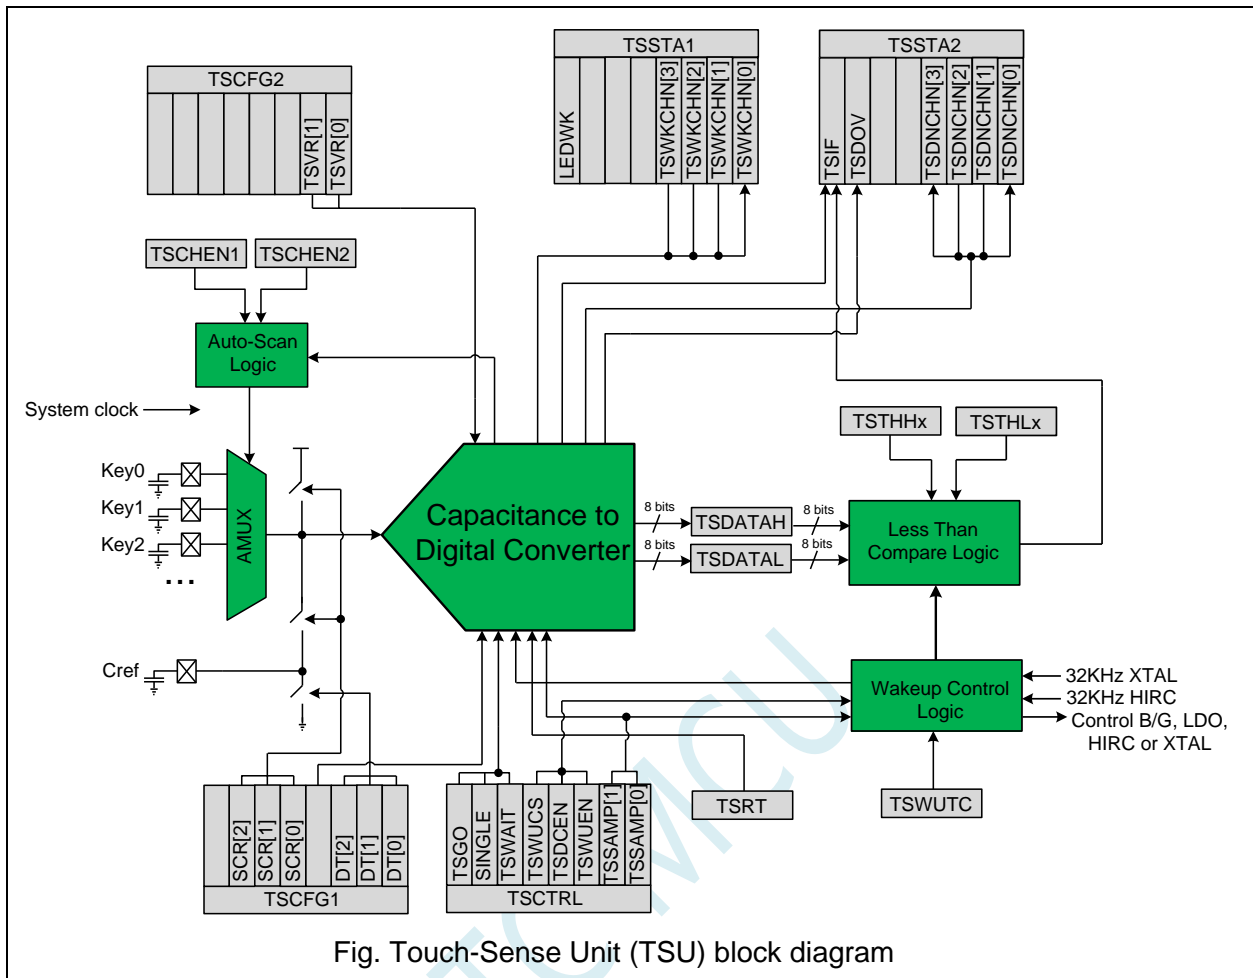 TSSTA1
TSSTA2
TSCFG2
LEDWK
TSWKCHN[3]
TSWKCHN[2]
TSWKCHN[1]
TSWKCHN[0]
TSIF
TSDOV
TSDNCHN[3]
TSDNCHN[2]
TSDNCHN[1]
TSDNCHN[0]
TSVR[1]
TSVR[0]
TSCHEN1
TSCHEN2
Auto-Scan
Logic
System clock
TSTHHx
TSTHLx
Key0
Key1
Key2
...
AMUX
Capacitance to
Digital Converter
8 bits
TSDATAH
8 bits
8 bits
TSDATAL
8 bits
Less Than
Compare Logic
Cref
Wakeup Control
Logic
32KHz XTAL
32KHz HIRC
Control B/G, LDO,
HIRC or XTAL
TSRT
TSWUTC
SCR[2]
SCR[1]
SCR[0]
DT[2]
DT[1]
DT[0]
TSCFG1
TSGO
SINGLE
TSWAIT
TSWUCS
TSDCEN
TSWUEN
TSSAMP[1]
TSSAMP[0]
TSCTRL
Fig. Touch-Sense Unit (TSU) block diagram